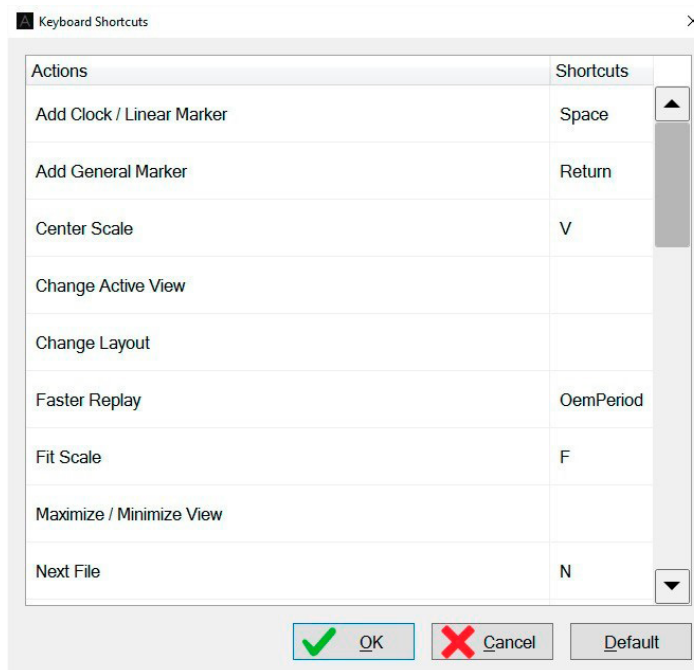 Keyboard Shortcuts
Actions Shortcuts
Add Clock / Linear Marker Space
Add General Marker Return
Center Scale V
Change Active View
Change Layout
Faster Replay OemPeriod
Fit Scale F
Maximize / Minimize View
Next File N
OK Cancel Default